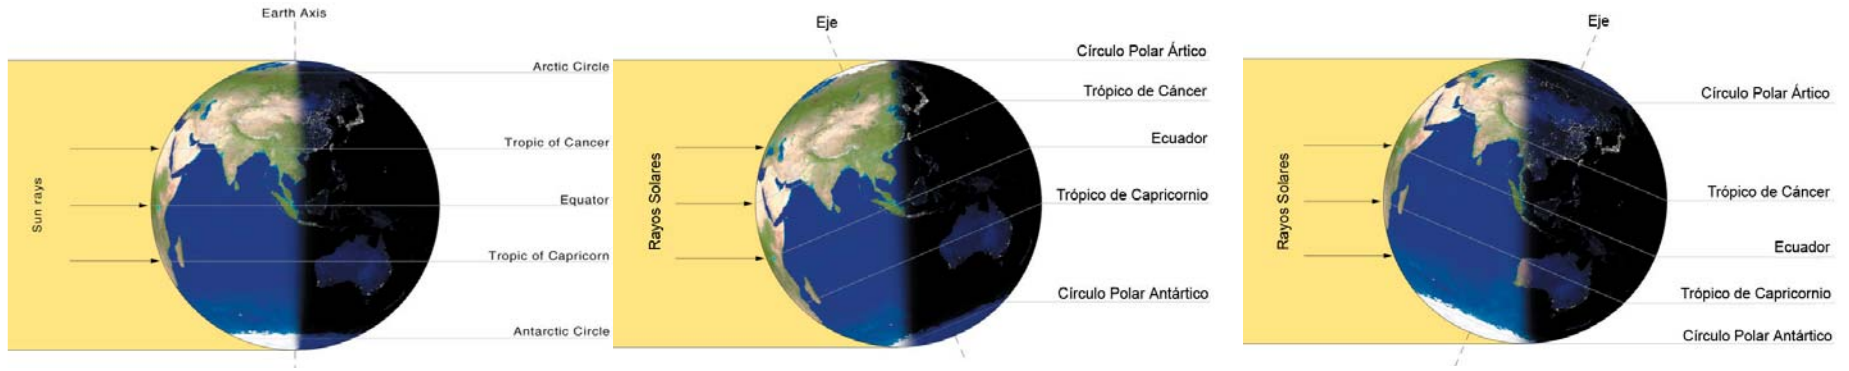 Earth Axis
Arctic Circle
Tropic of Cancer
Sun rays
Equator
Tropic of Capricorn
Antarctic Circle
Eje
Círculo Polar Ártico
Trópico de Cáncer
Ecuador
Rayos Solares
Trópico de Capricornio
Círculo Polar Antártico
Eje
Círculo Polar Ártico
Rayos Solares
Trópico de Cáncer
Ecuador
Trópico de Capricornio
Círculo Polar Antártico